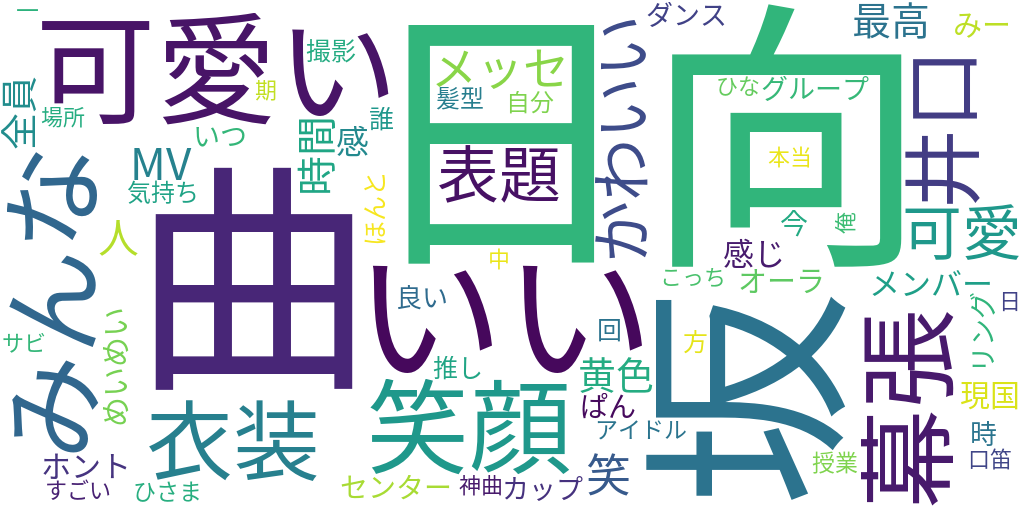 一
可愛い
撮影
ダンス
最高
みー
期
全員
場所
いつ
時間
感
誰
メッセ
髪型
自分
日
向
ひな
グループ
井口
表題
かわいい
本当
俺
今
可愛
MV
気持ち
みんな
人
曲
とんぼ
中
感じ
こっち
オーラ
メンバー
日
いい
良い
回
坂
方
リング
幕張
サビ
めいめい
推し
黄色
現国
笑顔
ぱん
アイドル
衣装
時
口笛
授業
ホント
すごい
ひさま
センター
神曲
カップ
笑